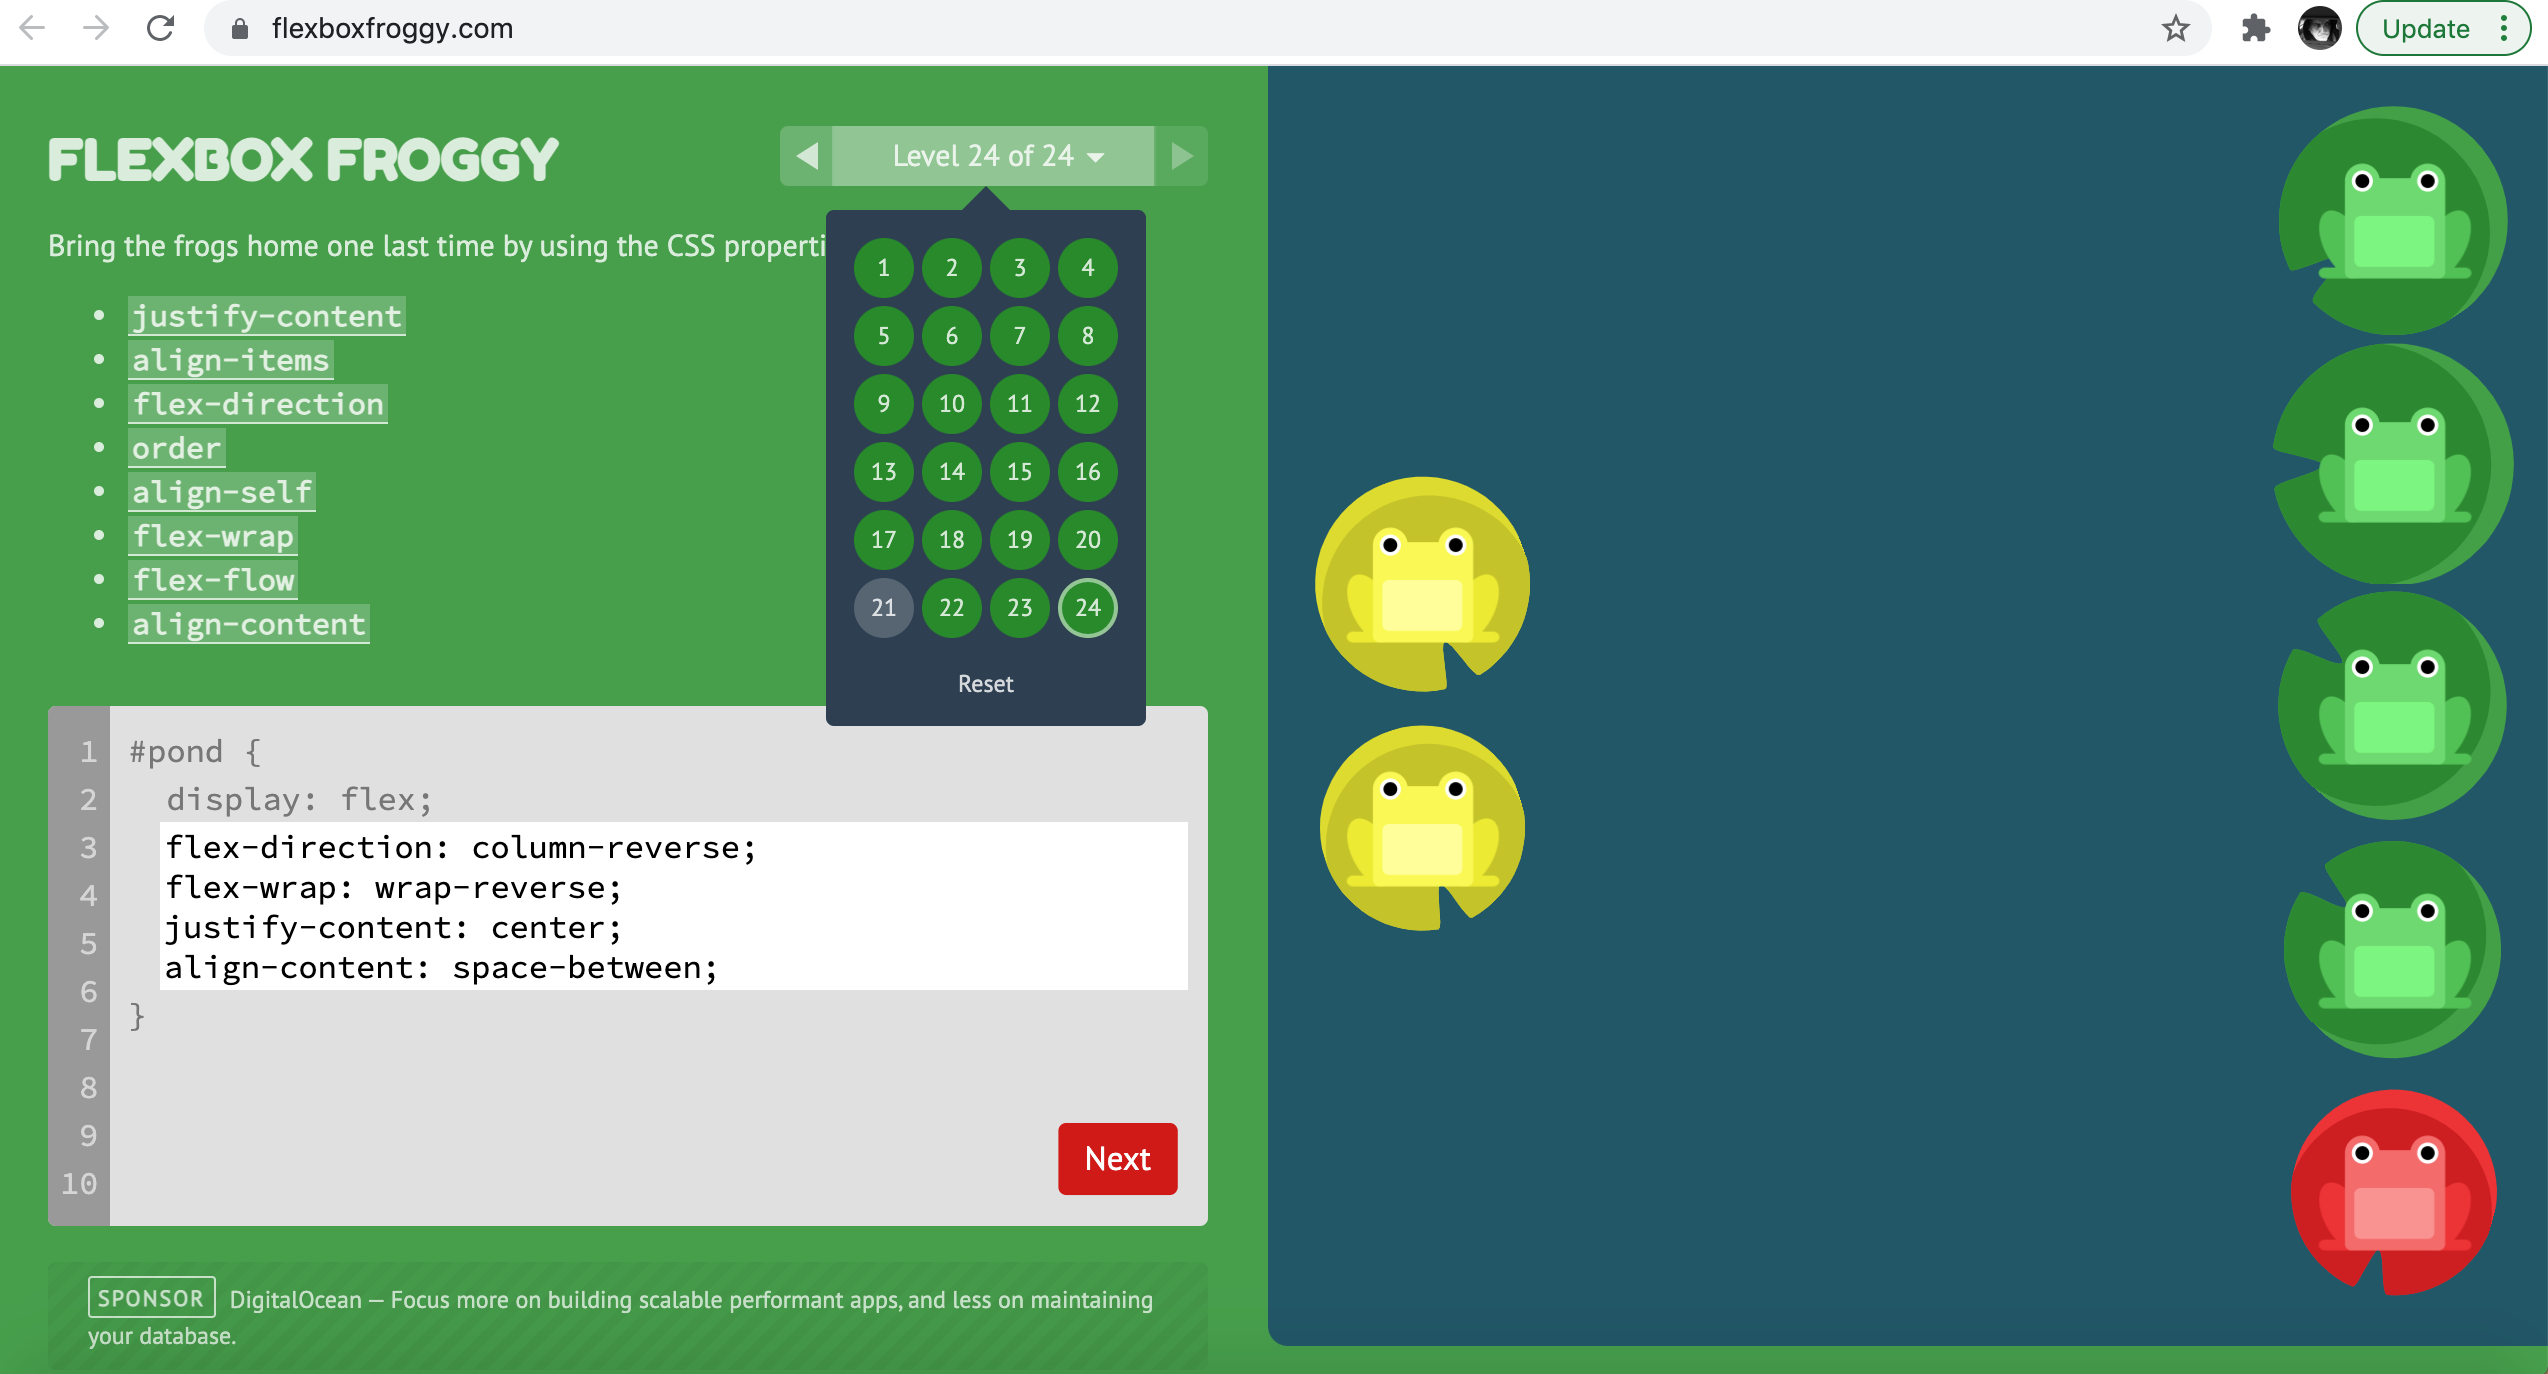 flexboxfroggy.com
Update
FLEXBOX FROGGY
Level 24 of 24
Bring the frogs home one last time by using the CSS properti
justify-content
align-items
flex-direction
order
align-self
flex-wrap
flex-flow
align-content
1 2 3 4
5 6 7 8
9 10 11 12
13 14 15 16
17 18 19 20
21 22 23 24
Reset
1 #pond {
2 display: flex;
3 flex-direction: column-reverse;
4 flex-wrap: wrap-reverse;
justify-content: center;
5 align-content: space-between;
6 }
7
8
9
10
Next
SPONSOR DigitalOcean — Focus more on building scalable performant apps, and less on maintaining
your database.